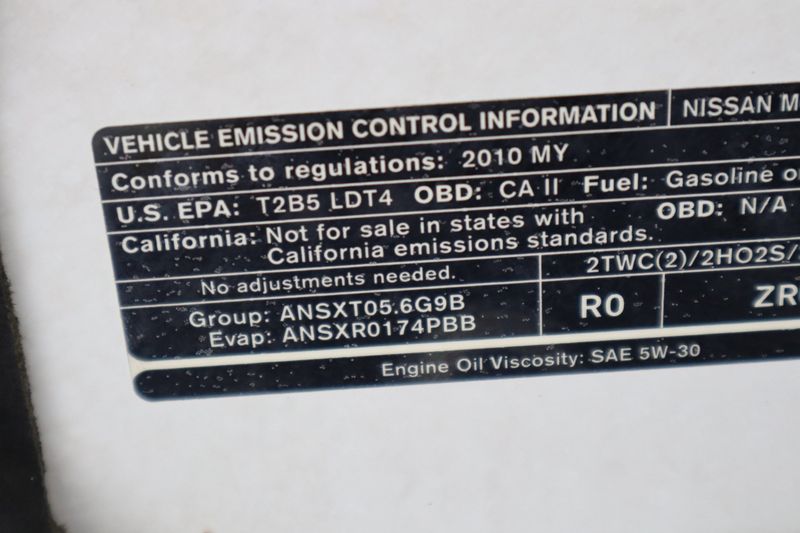 VEHICLE EMISSION CONTROL INFORMATION NISSAN
Conforms to regulations: 2010 MY
U.S. EPA: T2B5 LDT4 OBD: CA II Fuel: Gasoline
California: Not for sale in states with OBD: N/A
California emissions standards.
No adjustments needed. 2TWC(2)/2HO2S/
Group: ANSXT05.6G9B R0 ZR
Evap: ANSXR0174PBB
Engine Oil Viscosity: SAE 5W-30